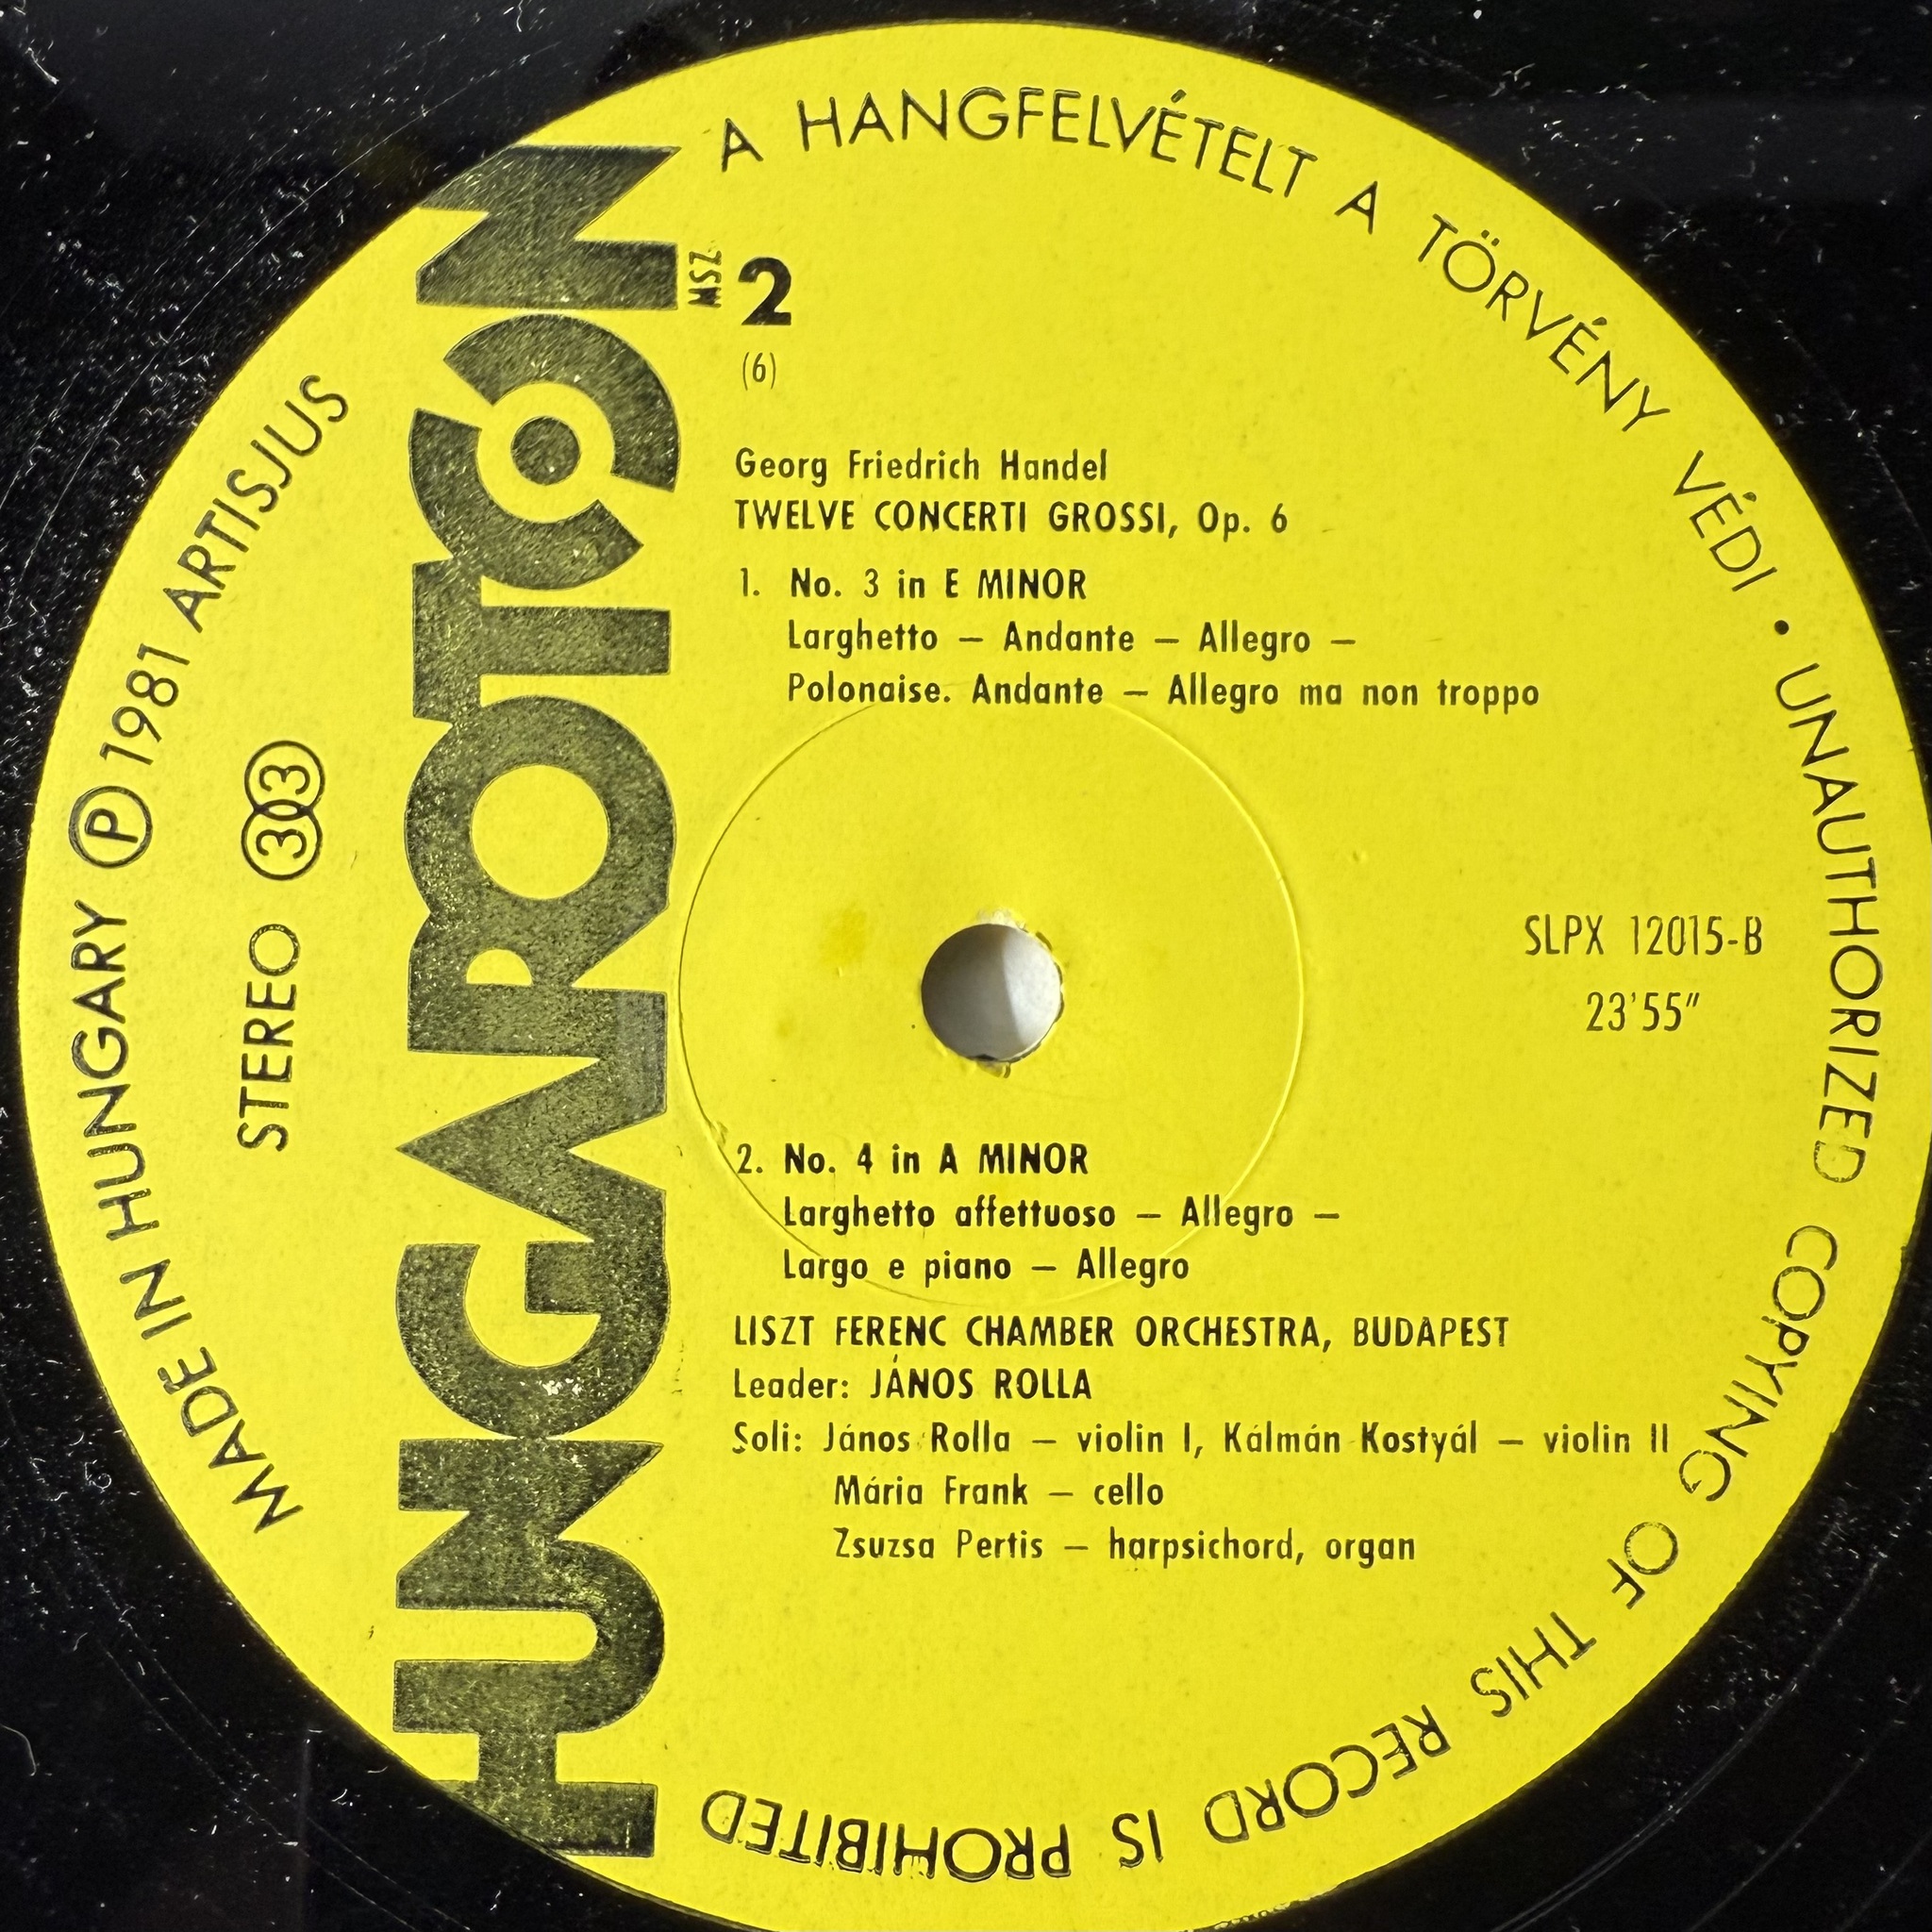 A HANGFELVÉTELT A TÖRVÉNY VÉDI • UNAUTHORIZED COPYING OF THIS RECORD IS PROHIBITED
MADE IN HUNGARY Ⓟ 1981 ARTISJUS
STEREO 33
HUNGAROTON
MSZ
2
(6)
Georg Friedrich Handel
TWELVE CONCERTI GROSSI, Op. 6
1. No. 3 in E MINOR
Larghetto – Andante – Allegro –
Polonaise. Andante – Allegro ma non troppo
SLPX 12015-B
23'55"
2. No. 4 in A MINOR
Larghetto affettuoso – Allegro –
Largo e piano – Allegro
LISZT FERENC CHAMBER ORCHESTRA, BUDAPEST
Leader: JÁNOS ROLLA
Soli: János Rolla – violin I, Kálmán Kostyál – violin II
Mária Frank – cello
Zsuzsa Pertis – harpsichord, organ